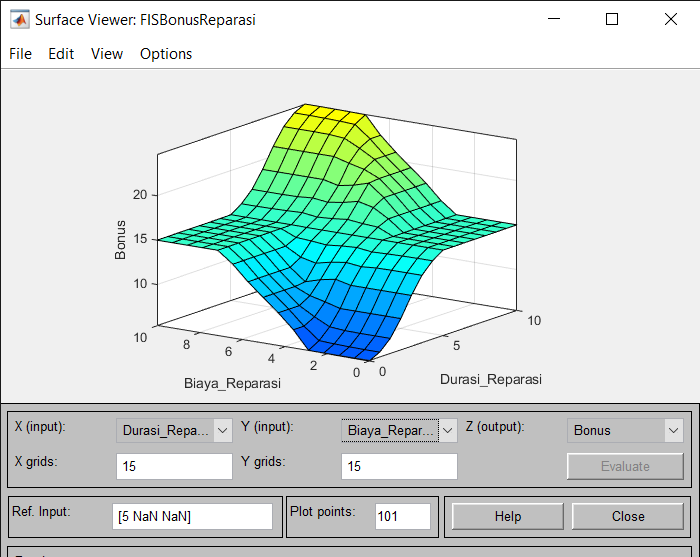 Surface Viewer: FISBonusReparasi
File Edit View Options
20
15
10
Bonus
10
8
6
4
2
0
0
5
10
Biaya_Reparasi
Durasi_Reparasi
X (input): Durasi_Repa... Y (input): Biaya_Repar... Z (output): Bonus
X grids: 15 Y grids: 15 Evaluate
Ref. Input: [5 NaN NaN] Plot points: 101 Help Close